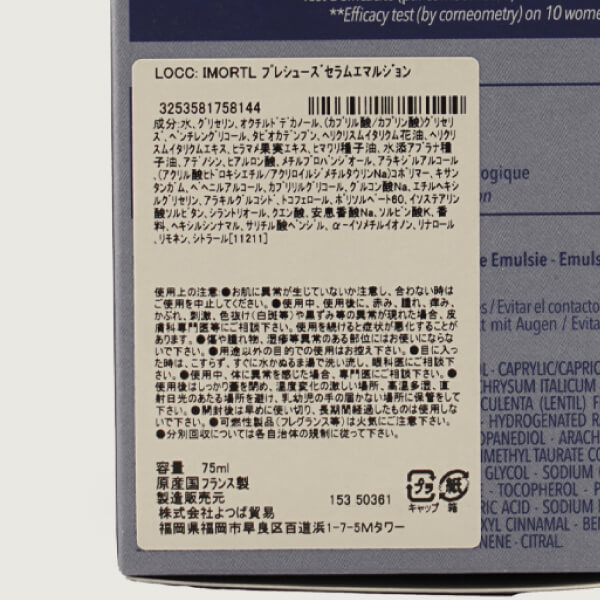 **Efficacy test (by corneometry) on 10 wome
LOCC: IMORTL プレシューズセラムエマルジョン
3253581758144
成分:水、グリセリン、オクチルドデカノール、(カプリル酸/カプリン酸)グリセリ
ズ、ペンチレングリコール、タピオカデンプン、ヘリクリスムイタリクム花油、ヘリクリ
スムイタリクムエキス、ヒラマメ果実エキス、ヒマワリ種子油、水添アブラナ種
子油、アデノシン、ヒアルロン酸、メチルプロパンジオール、アラキジルアルコール
、(アクリル酸ヒドロキシエチル/アクリロイルジメチルタウリンNa)コポリマー、キサン
タンガム、ベヘニルアルコール、カプリリルグリコール、グルコン酸Na、エチルヘキシ
ルグリセリン、アラキルグルコシド、トコフェロール、ポリソルベート60、イソステアリン
酸ソルビタン、シラントリオール、クエン酸、安息香酸Na、ソルビン酸K、香
料、ヘキシルシンナマル、サリチル酸ベンジル、α-イソメチルイオノン、リナロール
、リモネン、シトラール[11211]
使用上の注意:●お肌に異常が生じていないか注意し、合わない時は
ご使用を中止してください。●使用中、使用後に、赤み、腫れ、痒み、
かぶれ、刺激、色抜け(白斑等)や黒ずみ等の異常が現れた場合、皮
膚科専門医等にご相談下さい。使用を続けると症状が悪化することが
あります。●傷や腫れ物、湿疹等異常のある部位にはお使いにならな
いで下さい。●用途以外の目的での使用はお控え下さい。●目に入っ
た時は、こすらず、すぐに水かぬるま湯で洗い流し、眼科医にご相談下
さい。●使用中、体に異常を感じた場合、専門医にご相談下さい。●
使用後はしっかり蓋を閉め、温度変化の激しい場所、高温多湿、直
射日光のあたる場所を避け、乳幼児の手の届かない場所に保管をして
下さい。●開封後は早めに使い切り、長期間経過したものは使用しな
いで下さい。●可燃性製品(フレグランス等)は火気にご注意下さい。
●分別回収については各自治体の規制に従って下さい。
容量 75ml
原産国フランス製
製造販売元 153 50361
株式会社よつば貿易
福岡県福岡市早良区百道浜1-7-5Mタワー
プラ
キャップ
紙
箱
ogique
on
e Emulsie - Emuls
es / Evitar el contacto
t mit Augen / Evita
OL - CAPRYLIC/CAPRIC
CHRYSUM ITALICUM
CULENTA (LENTIL) F
- HYDROGENATED RA
OPANEDIOL - ARACH
DIMETHYL TAURATE CO
GLYCOL - SODIUM
E - TOCOPHEROL - P
RIC ACID - SODIUM
XYL CINNAMAL - BEN
NENE - CITRAL.